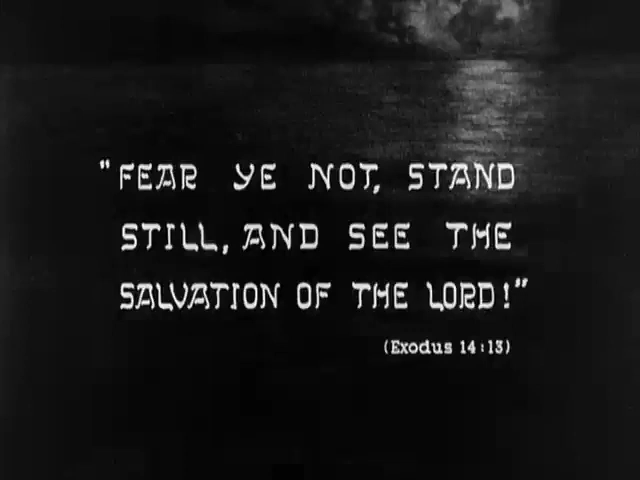 "FEAR YE NOT, STAND
STILL, AND SEE THE
SALVATION OF THE LORD!"
(Exodus 14:13)